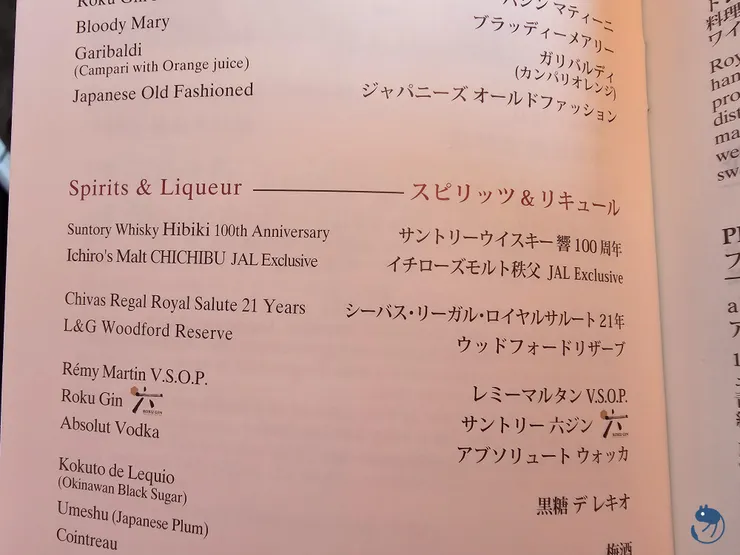 Bloody Mary ブラッディーメアリー
Garibaldi ガリバルディ
(Campari with Orange juice) (カンパリオレンジ)
Japanese Old Fashioned ジャパニーズ オールドファッション
Spirits & Liqueur スピリッツ & リキュール
Suntory Whisky Hibiki 100th Anniversary サントリーウイスキー 響 100 周年
Ichiro's Malt CHICHIBU JAL Exclusive イチローズモルト秩父 JAL Exclusive
Chivas Regal Royal Salute 21 Years シーバス・リーガル・ロイヤルサルート 21年
L&G Woodford Reserve ウッドフォードリザーブ
Rémy Martin V.S.O.P. レミーマルタン V.S.O.P.
Roku Gin 六 サントリー 六ジン 六
Absolut Vodka アブソリュート ウォッカ
Kokuto de Lequio 黒糖 デ レキオ
(Okinawan Black Sugar)
Umeshu (Japanese Plum) 梅酒
Cointreau